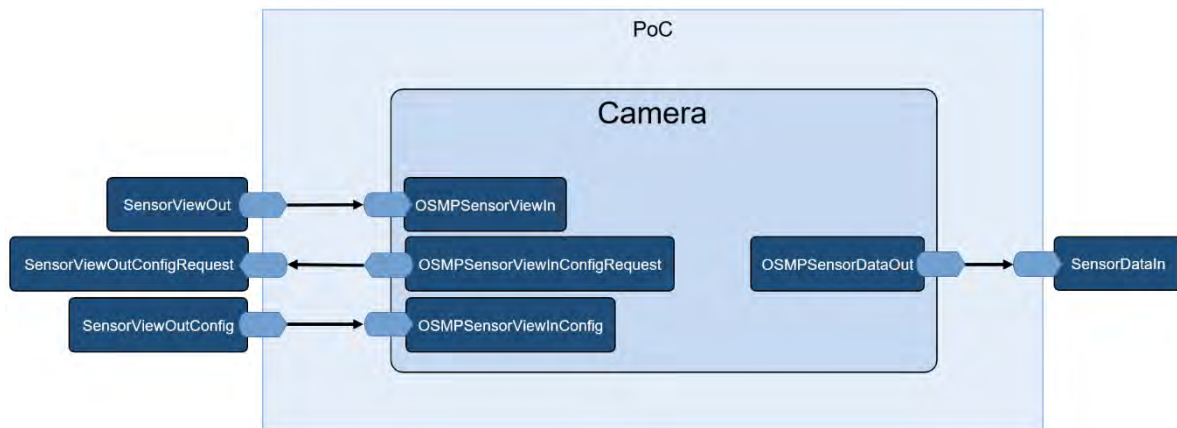 PoC
Camera
SensorViewOut
OSMPSensorViewIn
SensorViewOutConfigRequest
OSMPSensorViewInConfigRequest
OSMPSensorDataOut
SensorDataIn
SensorViewOutConfig
OSMPSensorViewInConfig